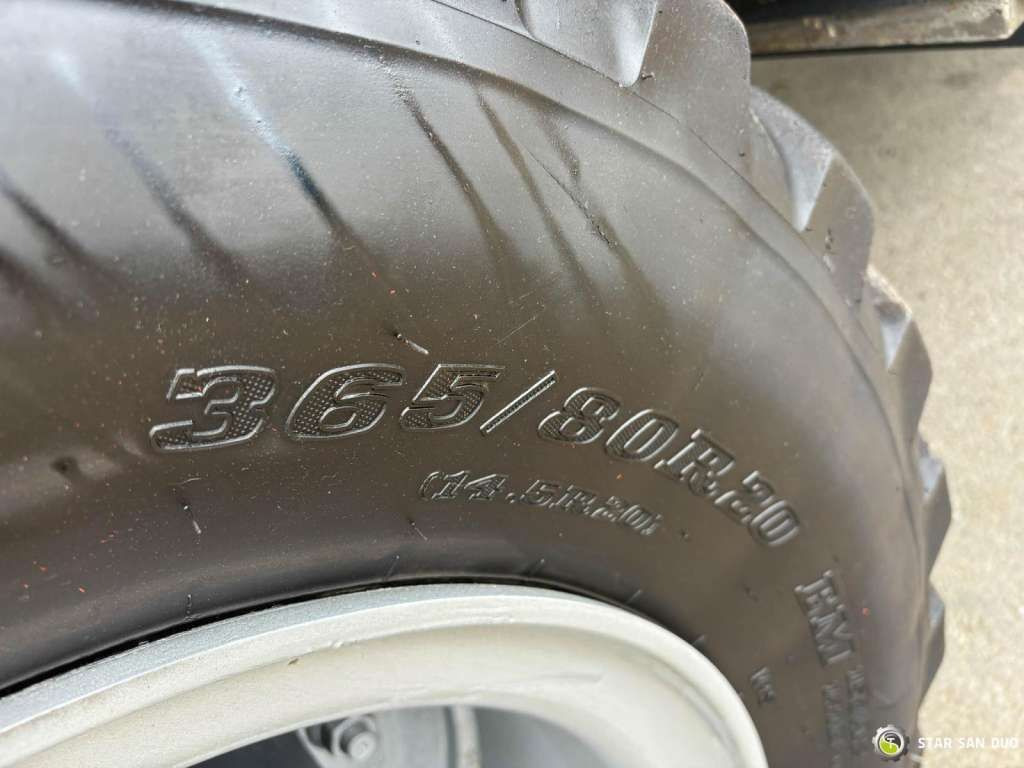 365/80R20
(14.5R20)
EM
STAR SAN DUO